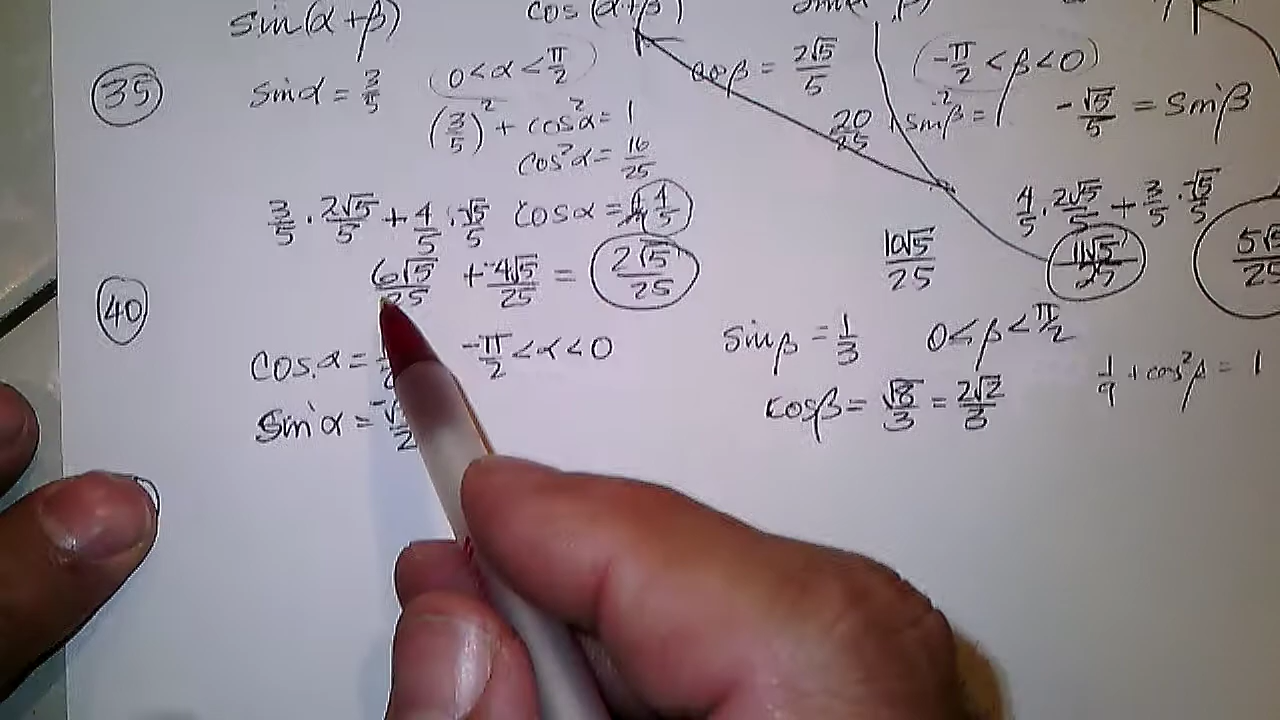 sin(α+β) cos(α+β)
35 sinα = 3/5 0<α<π/2 cosβ = 2√5/5 -π/2<β<0
(3/5)² + cos²α = 1 20/25 + sin²β = 1 -√5/5 = sinβ
cos²α = 16/25
3/5 · 2√5/5 + 4/5 · -√5/5 cosα = 4/5 4/5 · 2√5/5 + 3/5 · -√5/5
6√5/25 + -4√5/25 = 2√5/25 10√5/25 11√5/25 5√5/25
40
cosα = -π/2<α<0 sinβ = 1/3 0<β<π/2 1/9 + cos²β = 1
sinα = cosβ = √8/3 = 2√2/3